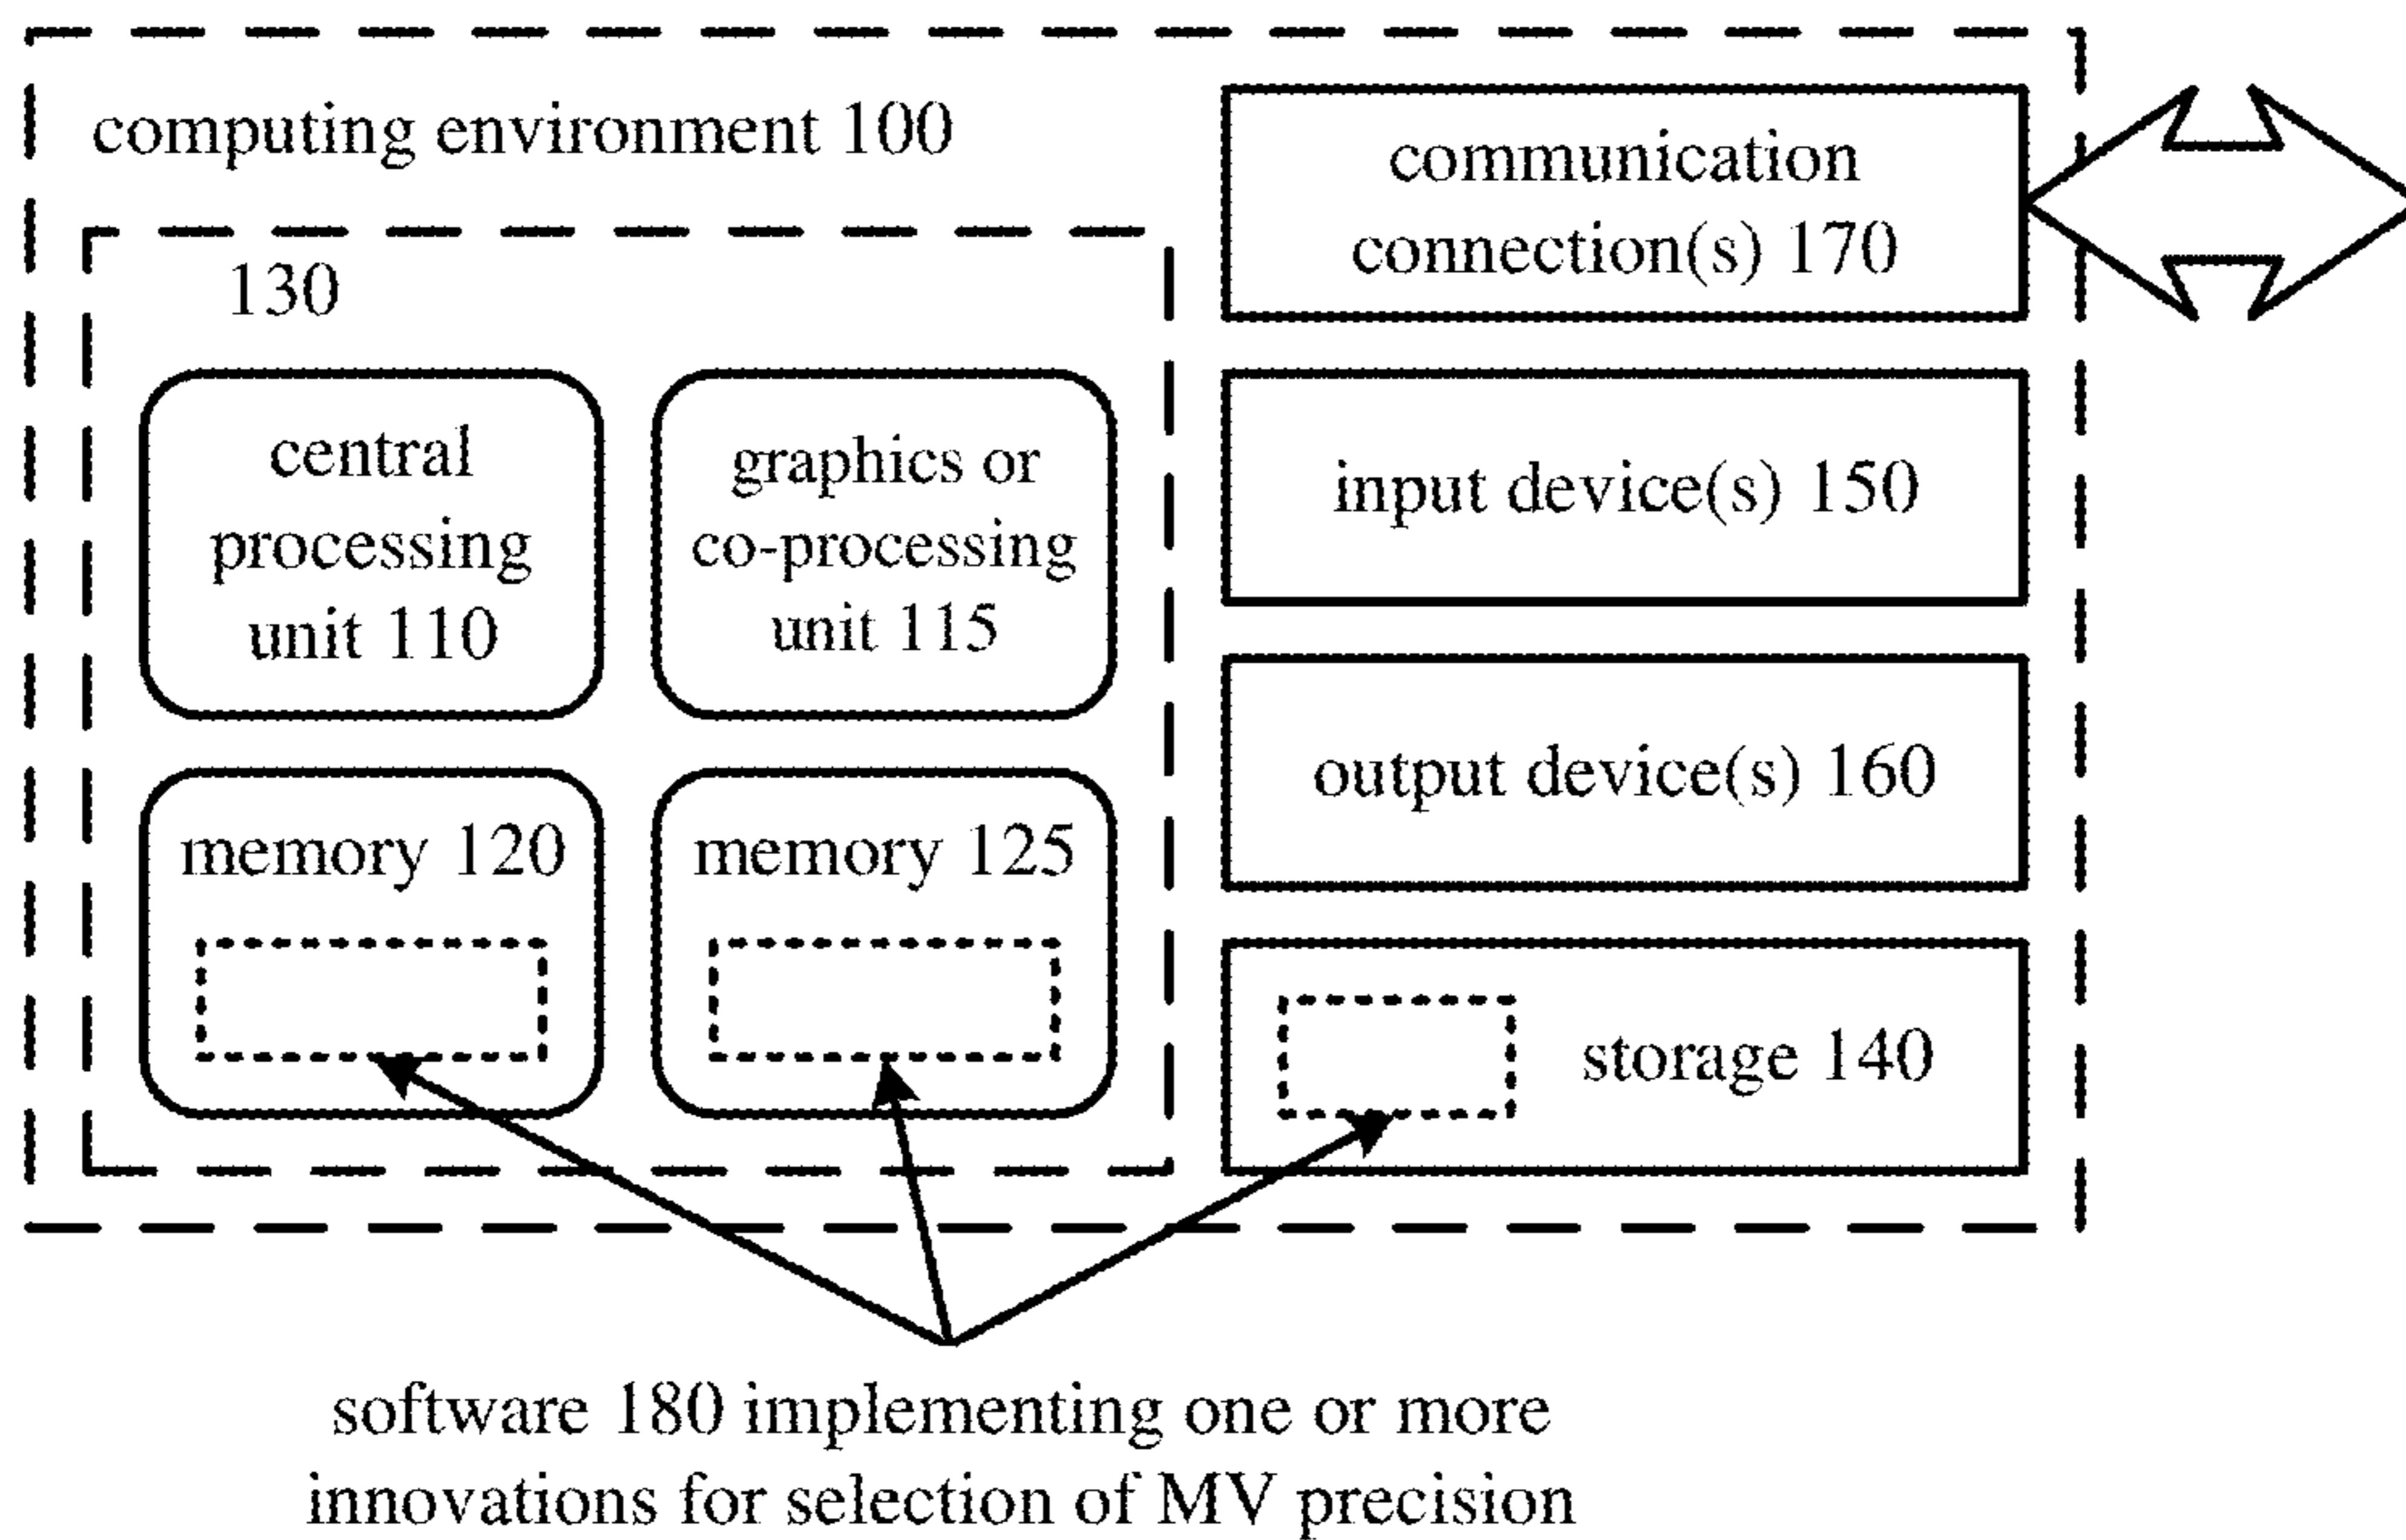 computing environment 100
130
central
processing
unit 110
graphics or
co-processing
unit 115
memory 120
memory 125
communication
connection(s) 170
input device(s) 150
output device(s) 160
storage 140
software 180 implementing one or more
innovations for selection of MV precision